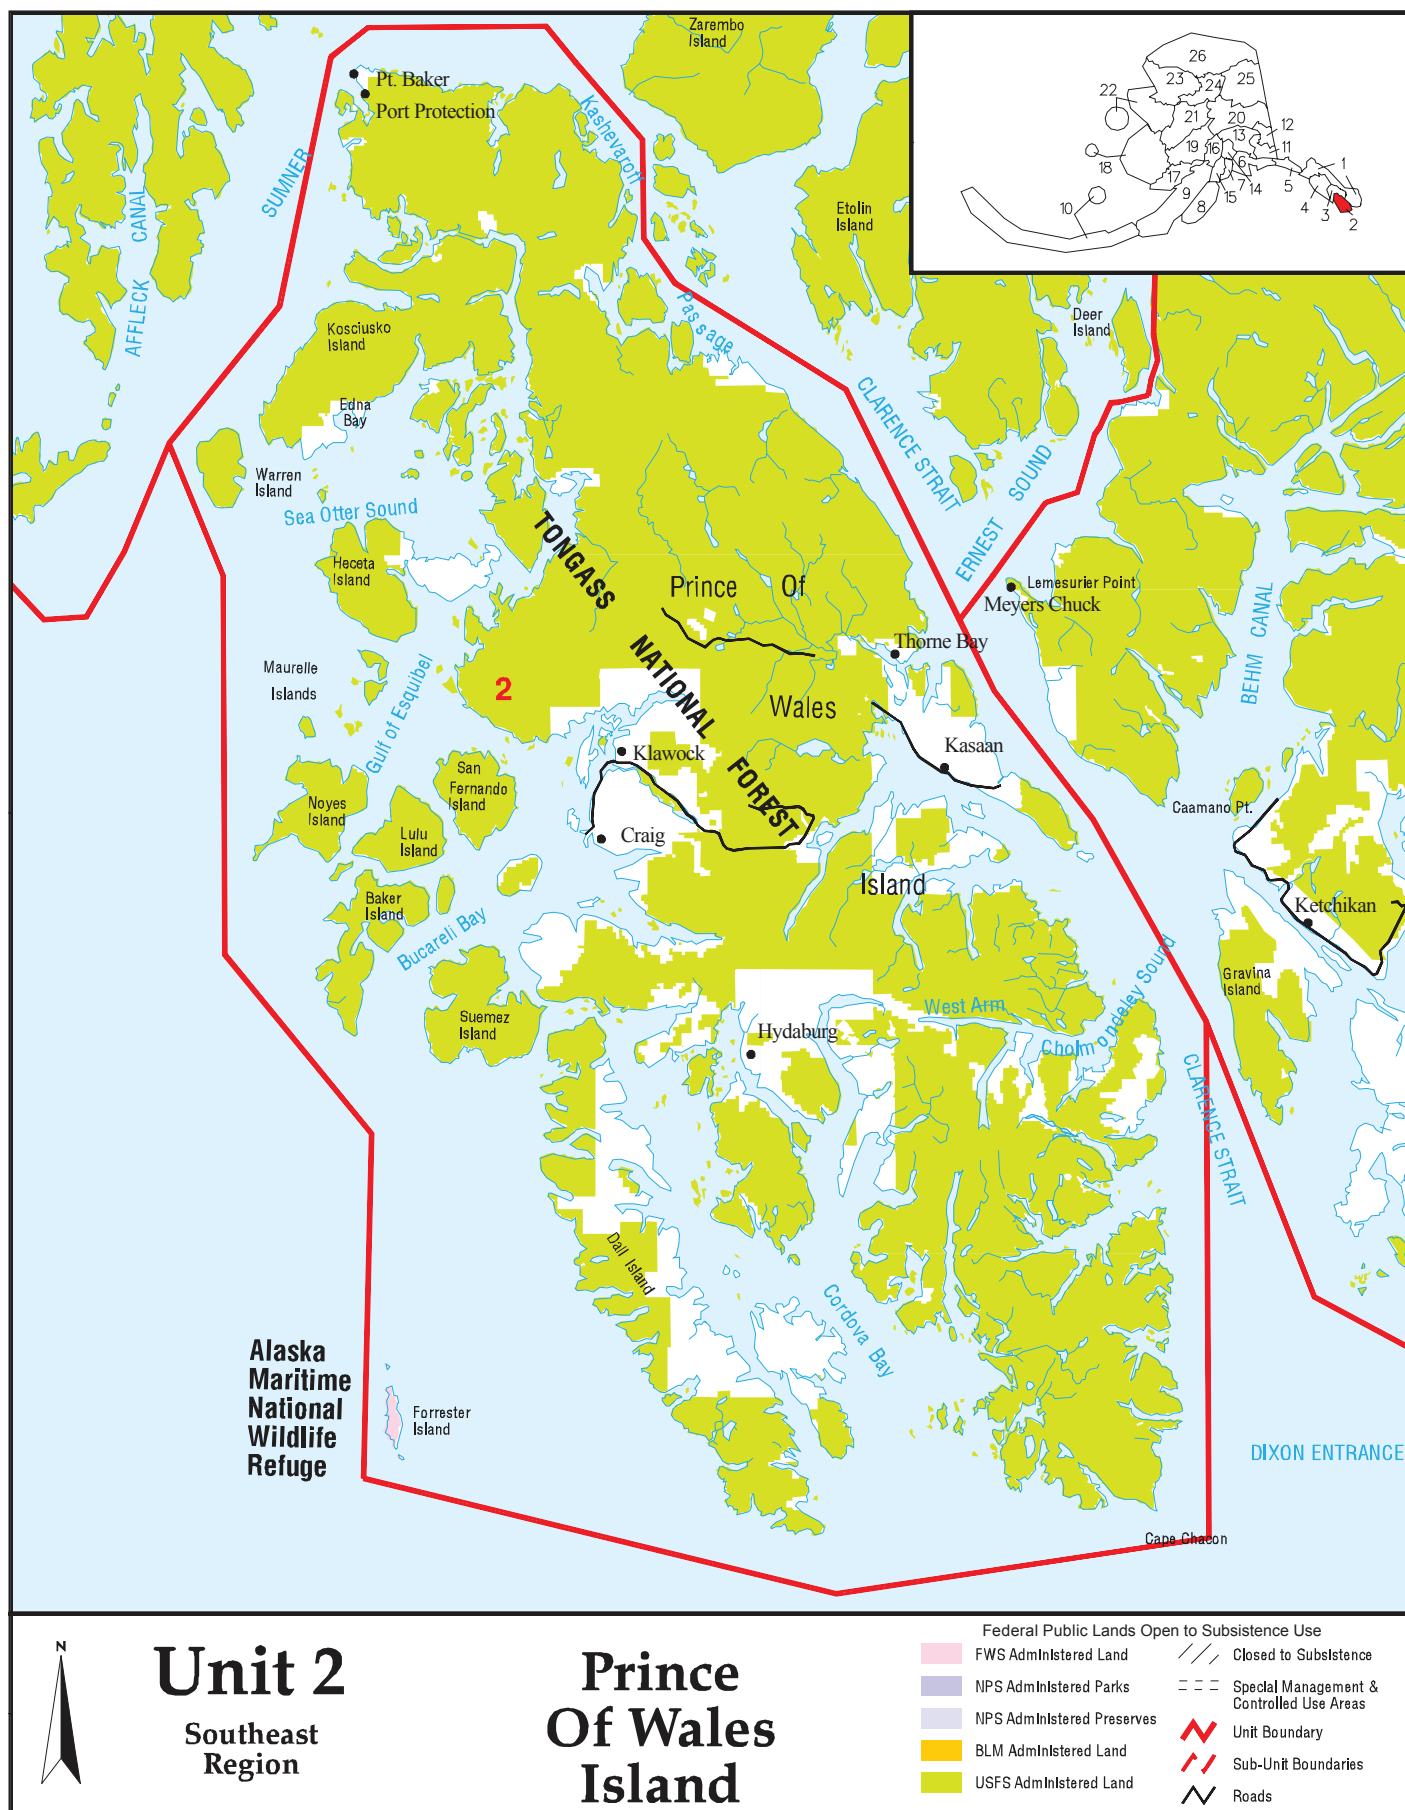 Zarembo
Island
26
23
24
25
22
21
20
12
13
11
19
16
18
17
6
1
9
7
14
5
15
10
8
4
3
2
Pt. Baker
Port Protection
Kashevaroff
Passage
SUMNER
AFFLECK CANAL
Etolin
Island
Deer
Island
Kosciusko
Island
Edna
Bay
Warren
Island
Sea Otter Sound
CLARENCE STRAIT
ERNEST SOUND
Heceta
Island
TONGASS
NATIONAL
FOREST
Prince Of
Wales
Island
Lemesurier Point
Meyers Chuck
BEHM CANAL
Thorne Bay
Maurelle
Islands
Gulf of Esquibel
2
Klawock
Kasaan
San
Fernando
Island
Noyes
Island
Lulu
Island
Craig
Caamano Pt.
Baker
Island
Bucareli Bay
Ketchikan
Gravina
Island
Suemez
Island
Hydaburg
West Arm
Cholmondeley Sound
CLARENCE STRAIT
Dall Island
Cordova Bay
Alaska
Maritime
National
Wildlife
Refuge
Forrester
Island
DIXON ENTRANCE
Cape Chacon
N
Unit 2
Southeast
Region
Prince
Of Wales
Island
Federal Public Lands Open to Subsistence Use
FWS Administered Land
NPS Administered Parks
NPS Administered Preserves
BLM Administered Land
USFS Administered Land
Closed to Subsistence
Special Management &
Controlled Use Areas
Unit Boundary
Sub-Unit Boundaries
Roads